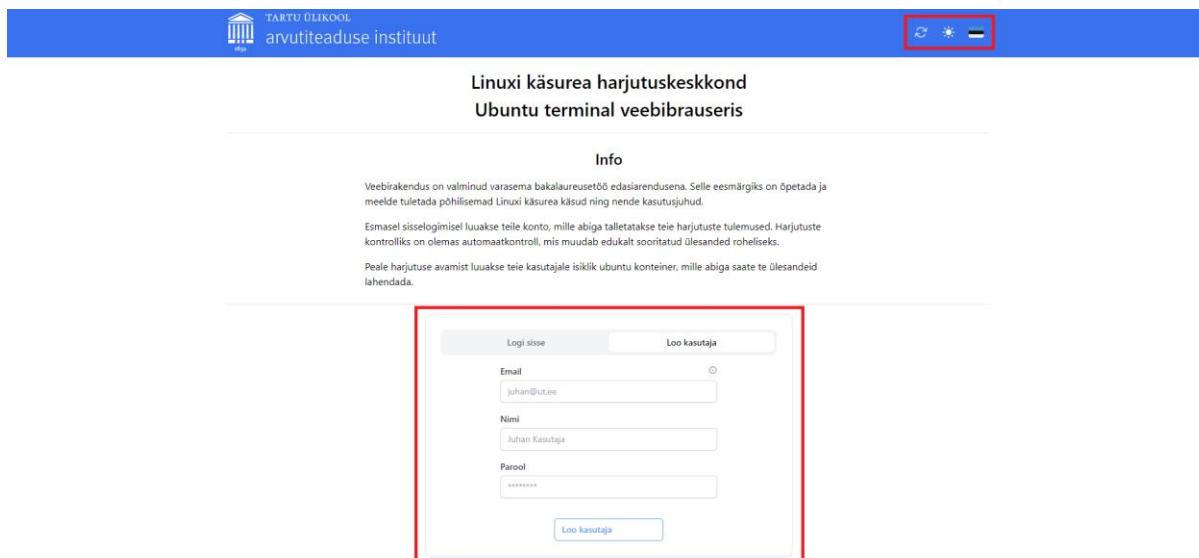 TARTU ÜLIKOOL
arvutiteaduse instituut
1632
Linuxi käsurea harjutuskeskkond
Ubuntu terminal veebibrauseris
Info
Veebirakendus on valminud varasema bakalaureusetöö edasiarendusena. Selle eesmärgiks on õpetada ja
meelde tuletada põhilisemad Linuxi käsurea käsud ning nende kasutusjuhud.
Esmasel sisselogimisel luuakse teile konto, mille abiga talletatakse teie harjutuste tulemused. Harjutuste
kontrolliks on olemas automaatkontroll, mis muudab edukalt sooritatud ülesanded roheliseks.
Peale harjutuse avamist luuakse teie kasutajale isiklik ubuntu konteiner, mille abiga saate te ülesandeid
lahendada.
Logi sisse Loo kasutaja
Email
juhan@ut.ee
Nimi
Juhan Kasutaja
Parool
********
Loo kasutaja